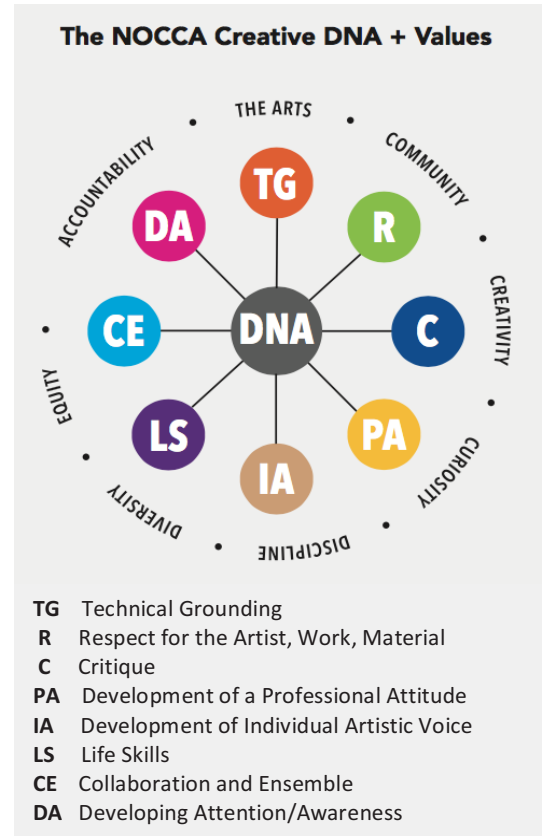 The NOCCA Creative DNA + Values
THE ARTS
COMMUNITY
CREATIVITY
CURIOSITY
DISCIPLINE
DIVERSITY
EQUITY
ACCOUNTABILITY
TG
R
C
PA
IA
LS
CE
DA
DNA
TG Technical Grounding
R Respect for the Artist, Work, Material
C Critique
PA Development of a Professional Attitude
IA Development of Individual Artistic Voice
LS Life Skills
CE Collaboration and Ensemble
DA Developing Attention/Awareness